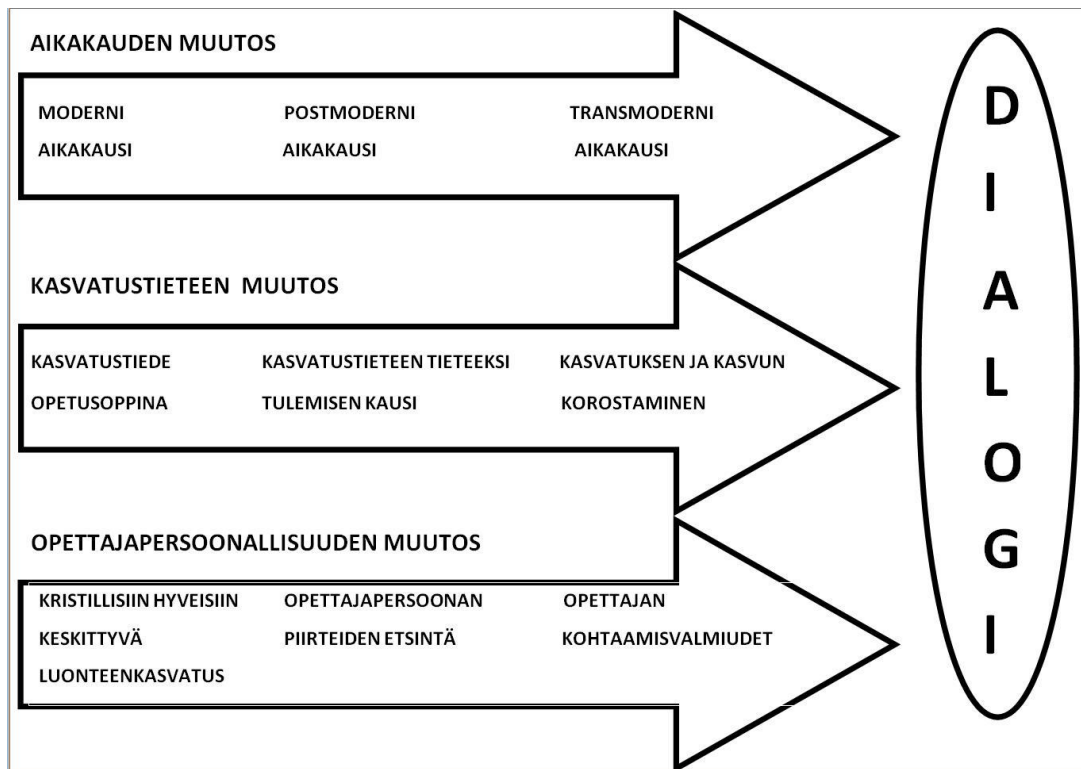 AIKAKAUDEN MUUTOS
MODERNI POSTMODERNI TRANSMODERNI
AIKAKAUSI AIKAKAUSI AIKAKAUSI
KASVATUSTIETEEN MUUTOS
KASVATUSTIEDE KASVATUSTIETEEN TIETEEKSI KASVATUKSEN JA KASVUN
OPETUSOPPINA TULEMISEN KAUSI KOROSTAMINEN
OPETTAJAPERSOONALLISUUDEN MUUTOS
KRISTILLISIIN HYVEISIIN OPETTAJAPERSOONAN OPETTAJAN
KESKITTYVÄ PIIRTEIDEN ETSINTÄ KOHTAAMISVALMIUDET
LUONTEENKASVATUS
DIALOGI